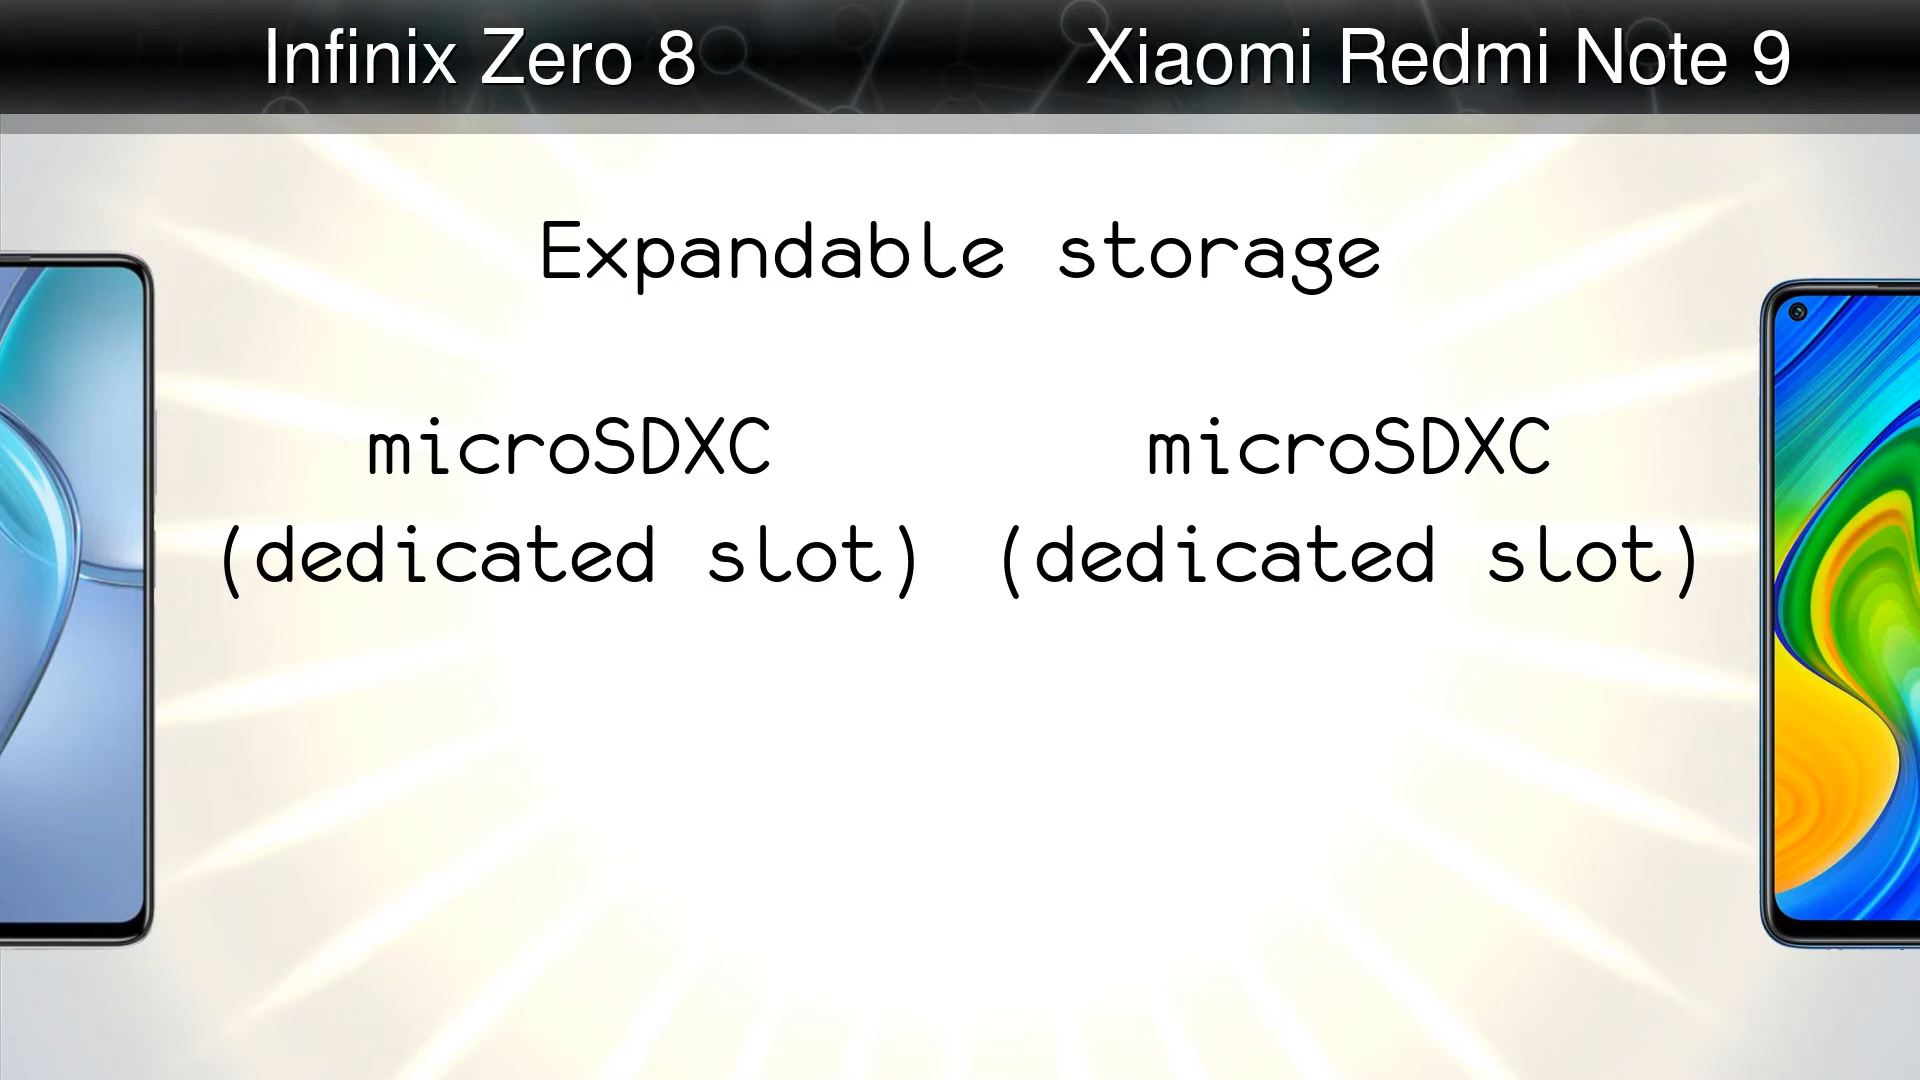 Infinix Zero 8 Xiaomi Redmi Note 9
Expandable storage
microSDXC microSDXC
(dedicated slot) (dedicated slot)